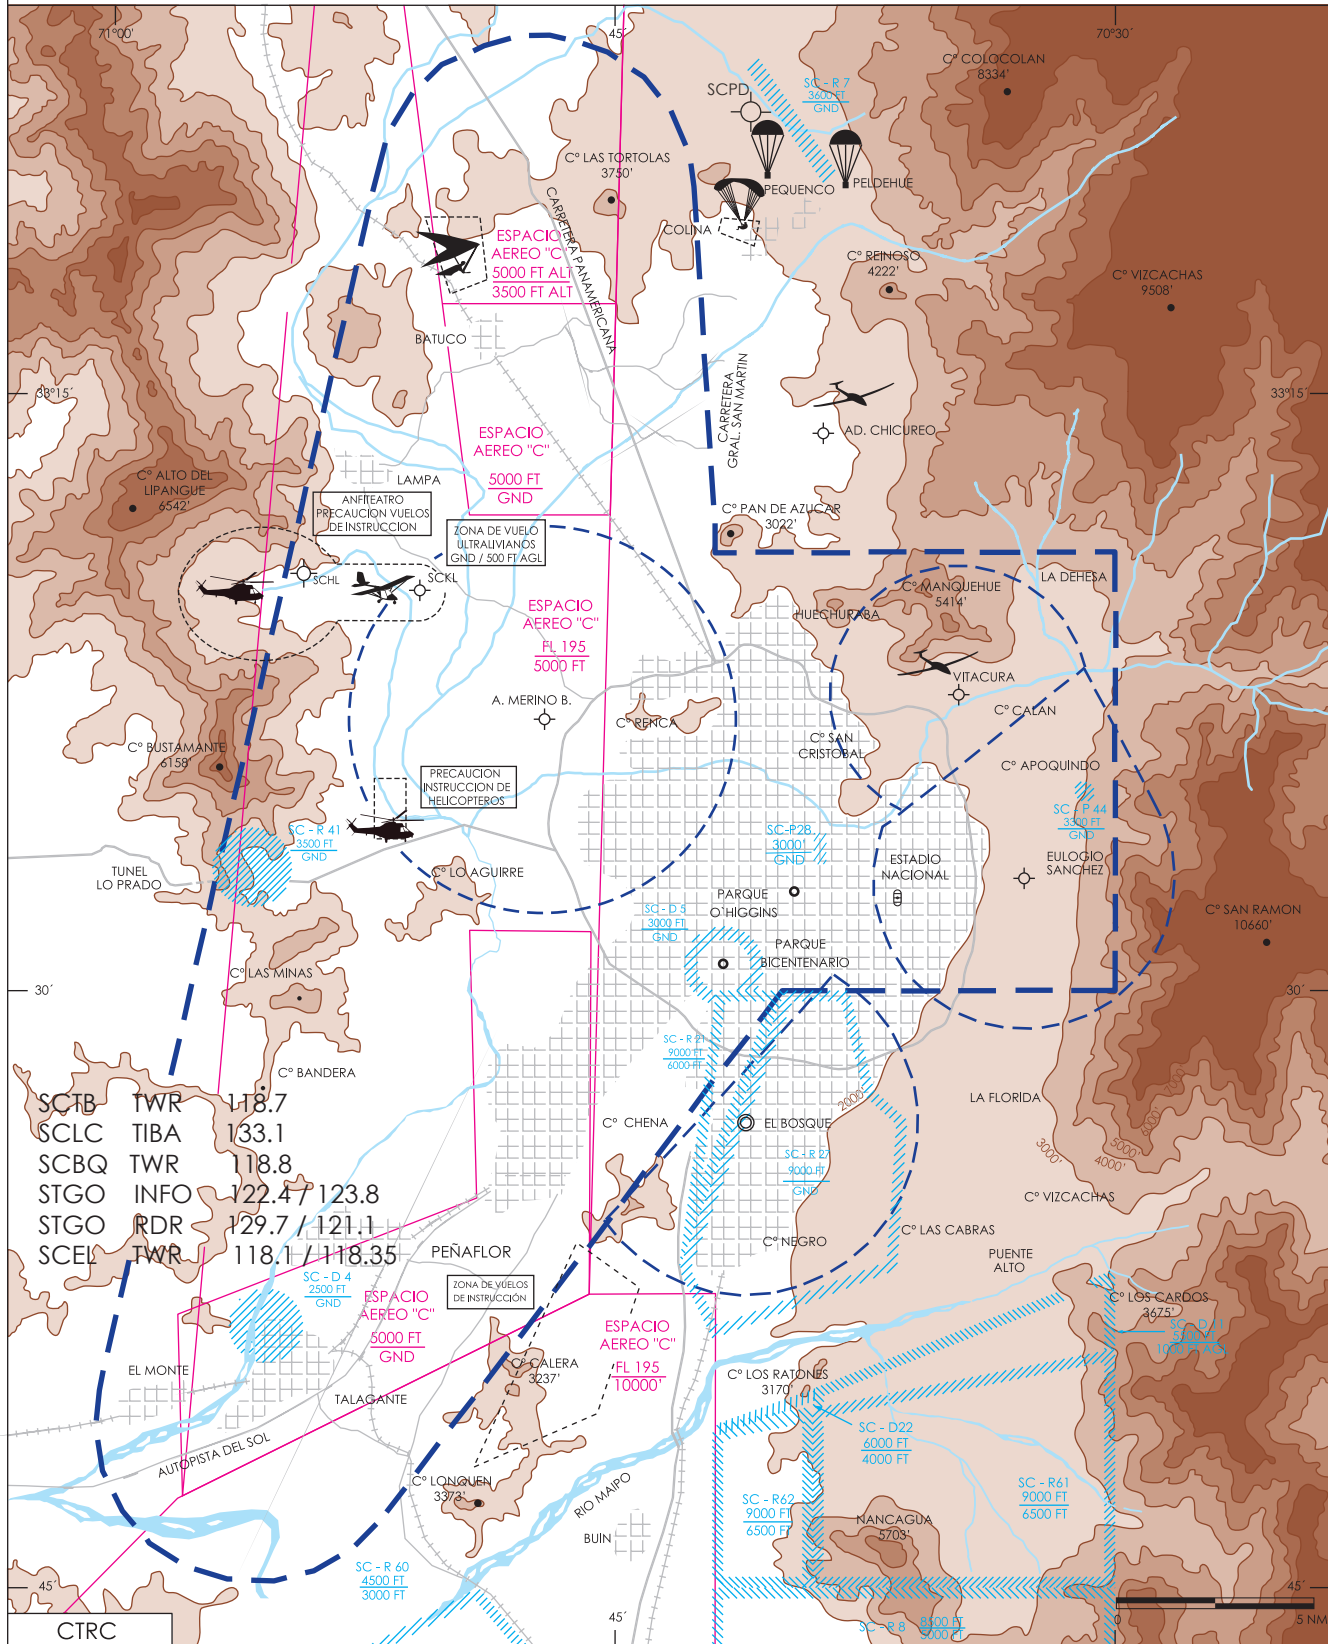 71°00'
45'
70°30'
C° COLOCOLAN
8334'
SCPD
SC - R 7
3600 FT
GND
C° LAS TORTOLAS
3750'
PEQUENCO
PELDEHUE
CARRETERA PANAMERICANA
COLINA
ESPACIO
AEREO "C"
5000 FT ALT
3500 FT ALT
C° REINOSO
4222'
C° VIZCACHAS
9508'
BATUCO
33°15'
33°15'
CARRETERA
GRAL. SAN MARTIN
AD. CHICUREO
ESPACIO
AEREO "C"
5000 FT
GND
C° ALTO DEL
LIPANGUE
6542'
LAMPA
ANFITEATRO
PRECAUCION VUELOS
DE INSTRUCCION
C° PAN DE AZUCAR
3022'
ZONA DE VUELO
ULTRALIVIANOS
GND / 500 FT AGL
SCHL
SCKL
LA DEHESA
C° MANQUEHUE
5414'
HUECHURABA
ESPACIO
AEREO "C"
FL 195
5000 FT
VITACURA
A. MERINO B.
C° RENCA
C° CALAN
C° SAN
CRISTOBAL
C° BUSTAMANTE
6158'
C° APOQUINDO
PRECAUCION
INSTRUCCION DE
HELICOPTEROS
SC - P 44
3300 FT
GND
SC - R 41
3500 FT
GND
SC-P28
3000'
GND
TUNEL
LO PRADO
C° LO AGUIRRE
ESTADIO
NACIONAL
EULOGIO
SANCHEZ
PARQUE
O'HIGGINS
SC - D 5
3000 FT
GND
C° SAN RAMON
10660'
PARQUE
BICENTENARIO
C° LAS MINAS
30'
30'
SC - R 21
9000 FT
6000 FT
C° BANDERA
SCTB TWR 118.7
SCLC TIBA 133.1
SCBQ TWR 118.8
STGO INFO 122.4 / 123.8
STGO RDR 129.7 / 121.1
SCEL TWR 118.1 / 118.35
2000'
7000'
6000'
5000'
4000'
3000'
LA FLORIDA
C° CHENA
EL BOSQUE
SC - R 27
9000 FT
GND
C° VIZCACHAS
C° LAS CABRAS
C° NEGRO
PEÑAFLOR
PUENTE
ALTO
SC - D 4
2500 FT
GND
ZONA DE VUELOS
DE INSTRUCCIÓN
ESPACIO
AEREO "C"
5000 FT
GND
C° LOS CARDOS
3675'
ESPACIO
AEREO "C"
FL 195
10000'
EL MONTE
C° CALERA
3237'
C° LOS RATONES
3170'
TALAGANTE
SC - D22
6000 FT
4000 FT
AUTOPISTA DEL SOL
C° LONQUEN
3373'
RIO MAIPO
SC - R62
9000 FT
6500 FT
SC - R61
9000 FT
6500 FT
NANCAGUA
5703'
BUIN
SC - R 60
4500 FT
3000 FT
45'
45'
45'
SC - R 8
5000 FT
0 5 NM
CTRC